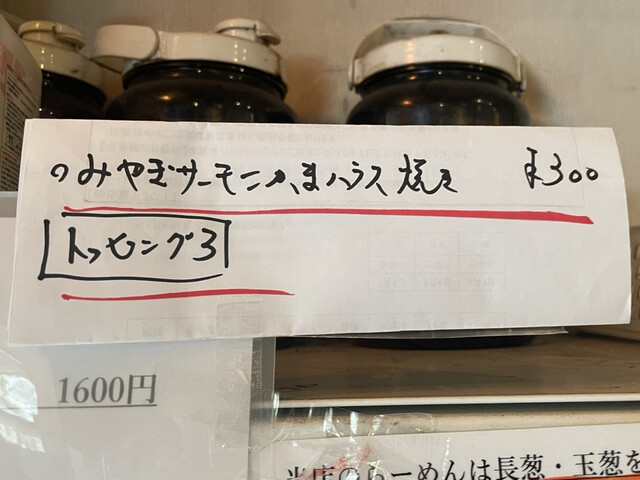 のみやぎサーモンかまハラス焼き ¥300
トッピング3
1600円
当店のらーめんは長葱・玉葱を